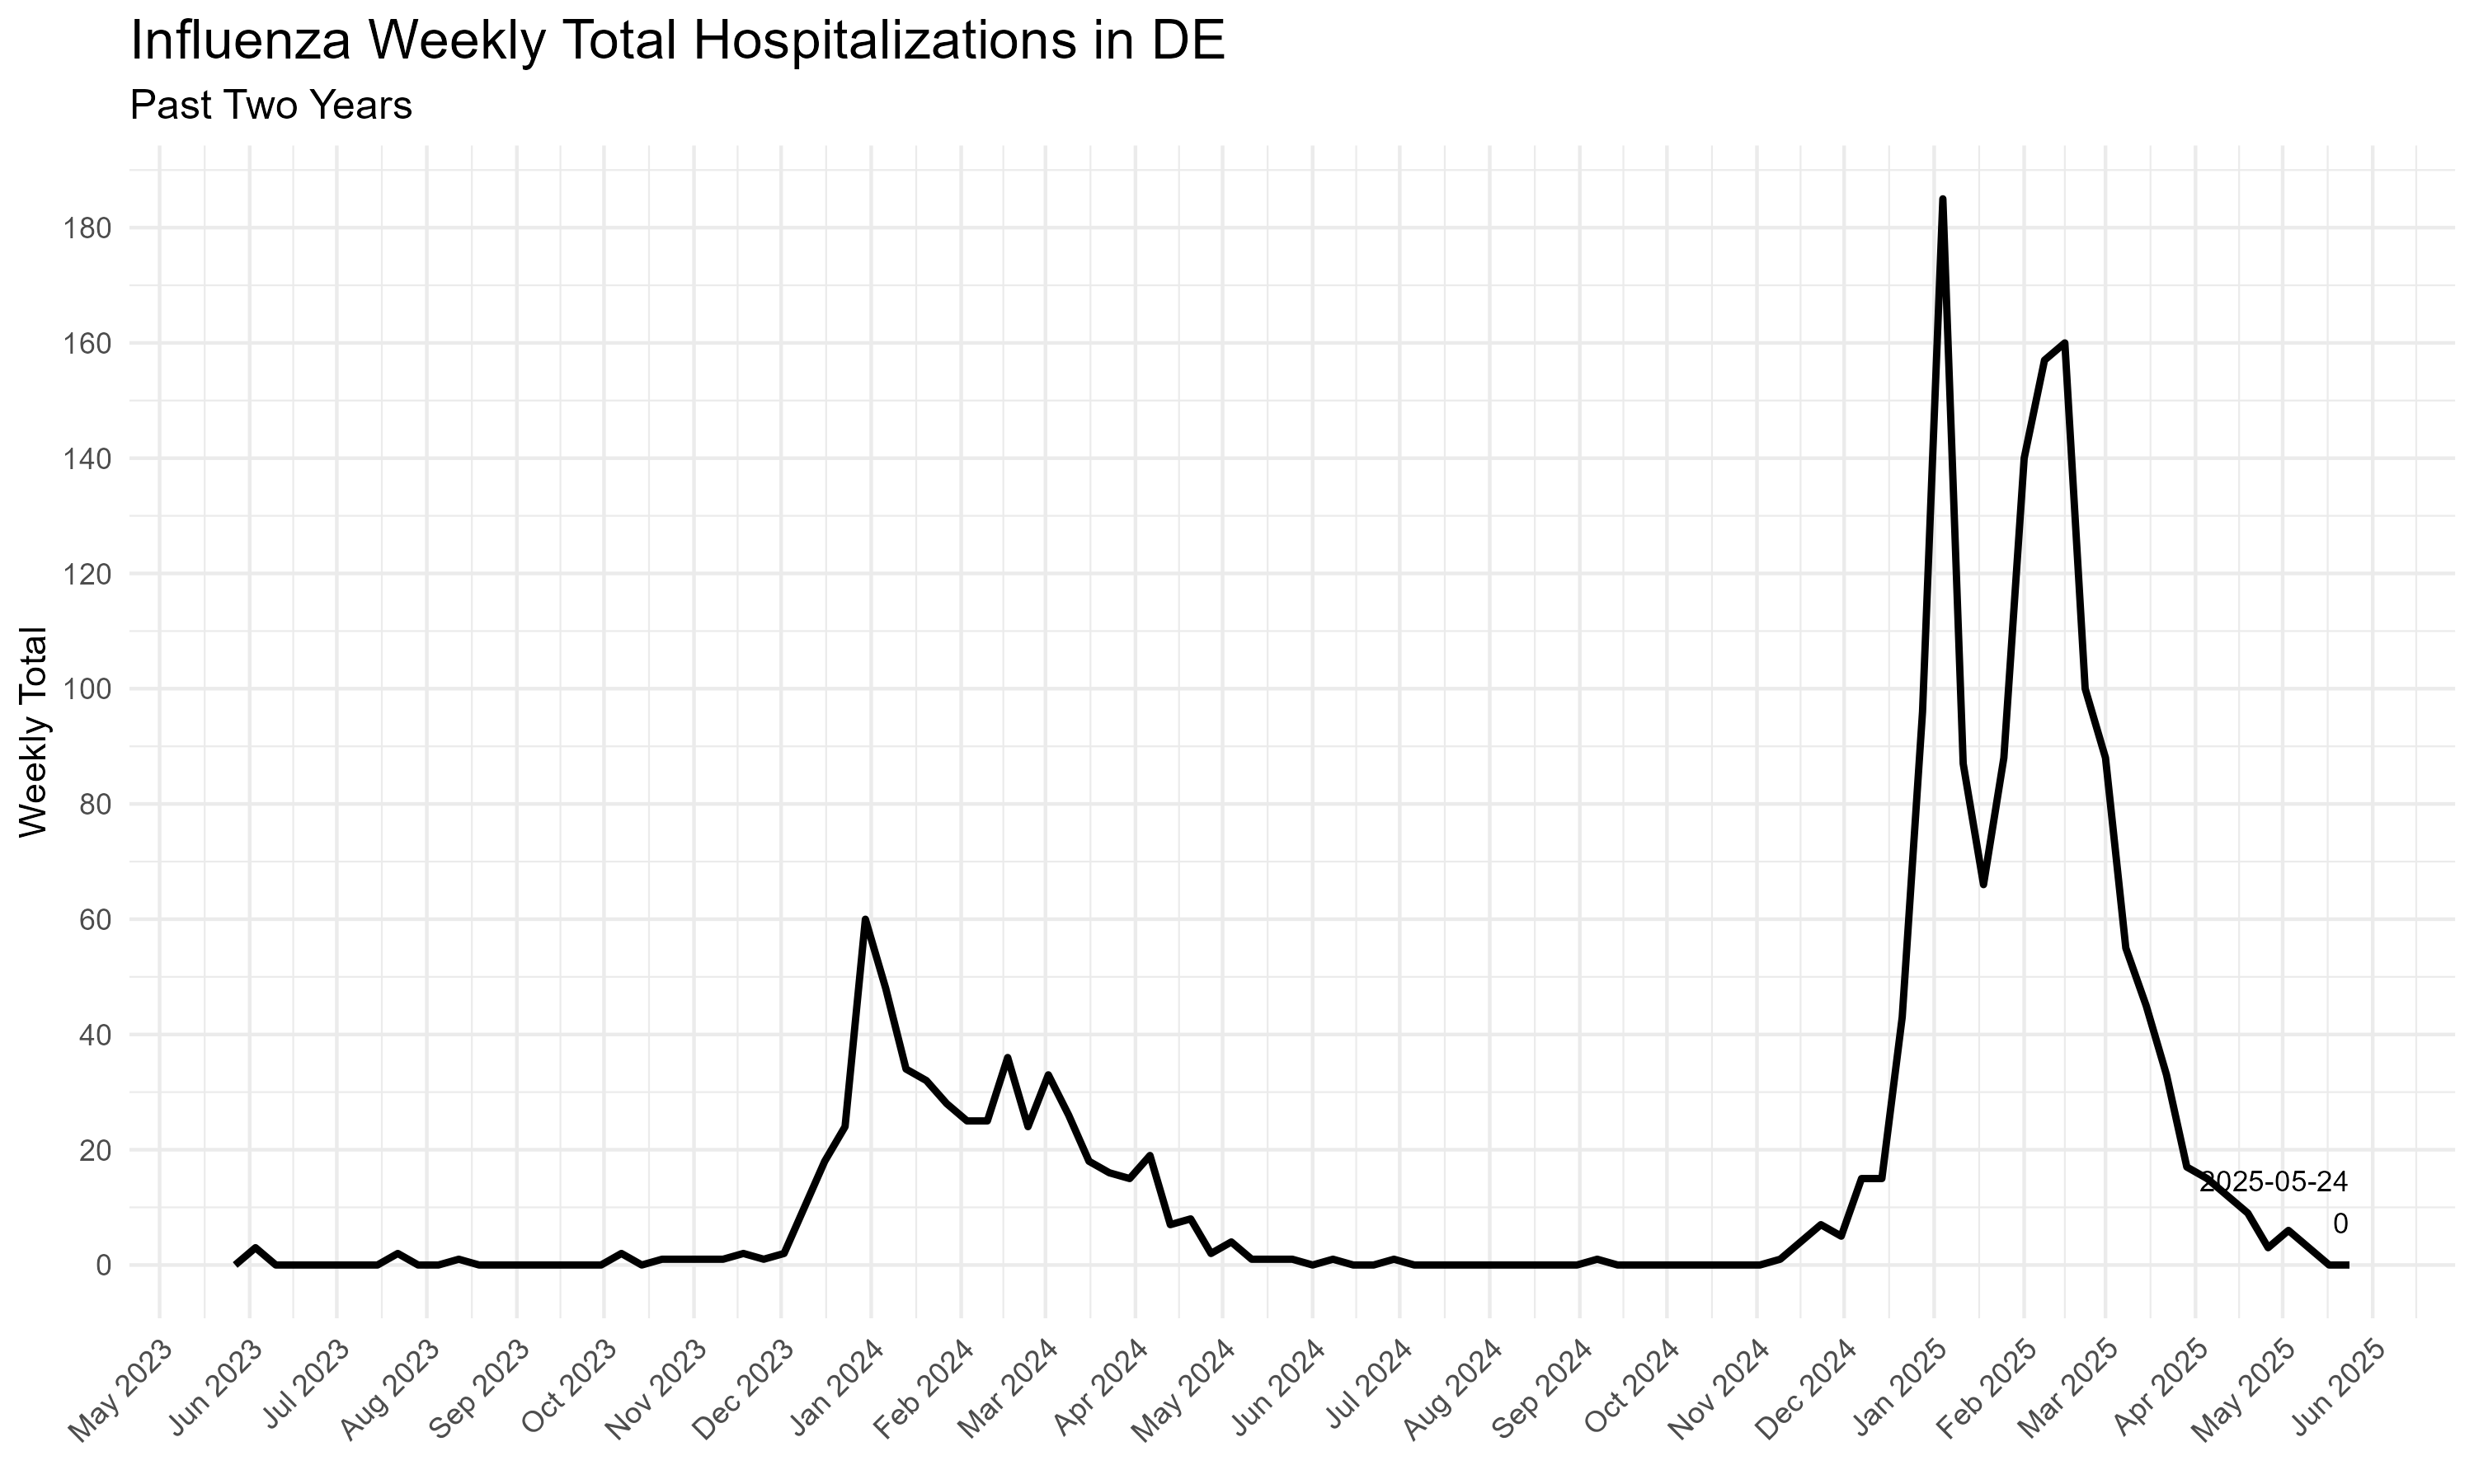 Influenza Weekly Total Hospitalizations in DE
Past Two Years
Weekly Total
180
160
140
120
100
80
60
40
20
0
2025-05-24
0
May 2023
Jun 2023
Jul 2023
Aug 2023
Sep 2023
Oct 2023
Nov 2023
Dec 2023
Jan 2024
Feb 2024
Mar 2024
Apr 2024
May 2024
Jun 2024
Jul 2024
Aug 2024
Sep 2024
Oct 2024
Nov 2024
Dec 2024
Jan 2025
Feb 2025
Mar 2025
Apr 2025
May 2025
Jun 2025